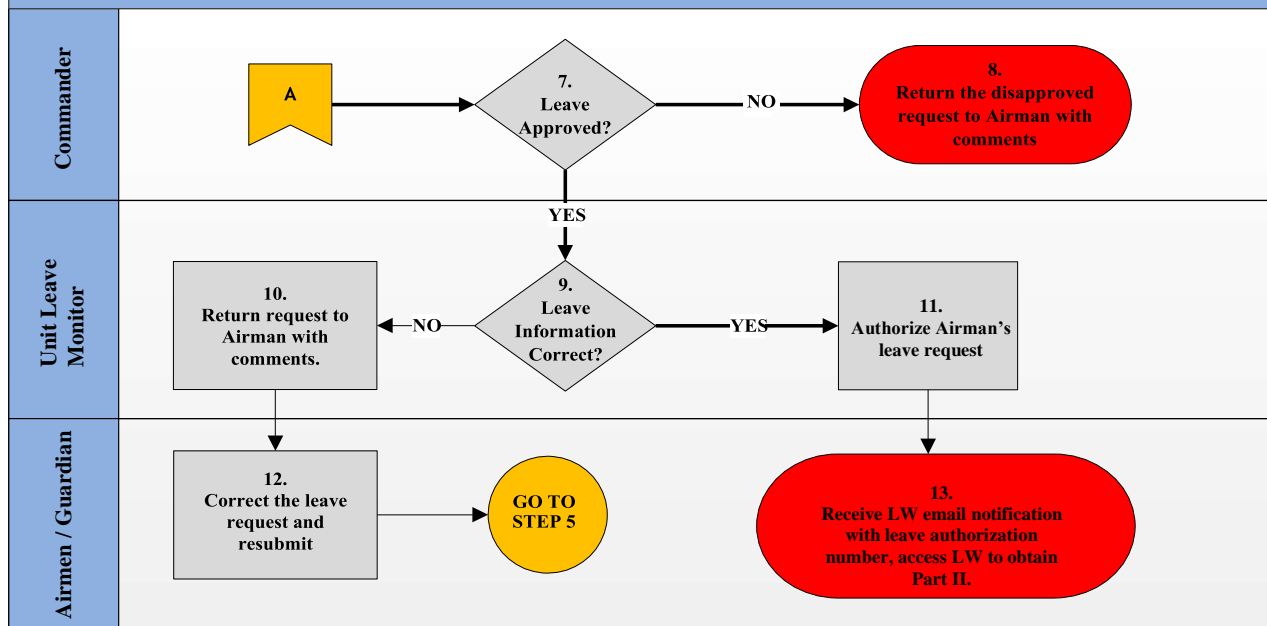 Commander
A
7.
Leave
Approved?
NO
8.
Return the disapproved
request to Airman with
comments
YES
Unit Leave
Monitor
10.
Return request to
Airman with
comments.
NO
9.
Leave
Information
Correct?
YES
11.
Authorize Airman’s
leave request
Airmen / Guardian
12.
Correct the leave
request and
resubmit
GO TO
STEP 5
13.
Receive LW email notification
with leave authorization
number, access LW to obtain
Part II.